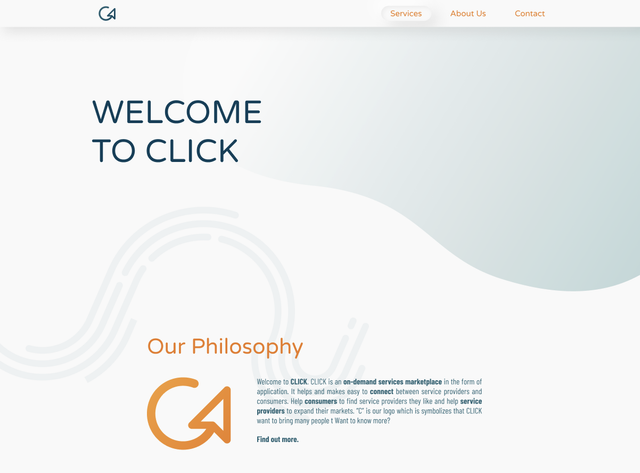 Services About Us Contact
WELCOME
TO CLICK
Our Philosophy
Welcome to CLICK. CLICK is an on-demand services marketplace in the form of
application. It helps and makes easy to connect between service providers and
consumers. Help consumers to find service providers they like and help service
providers to expand their markets. "C" is our logo which is symbolizes that CLICK
want to bring many people t Want to know more?
Find out more.